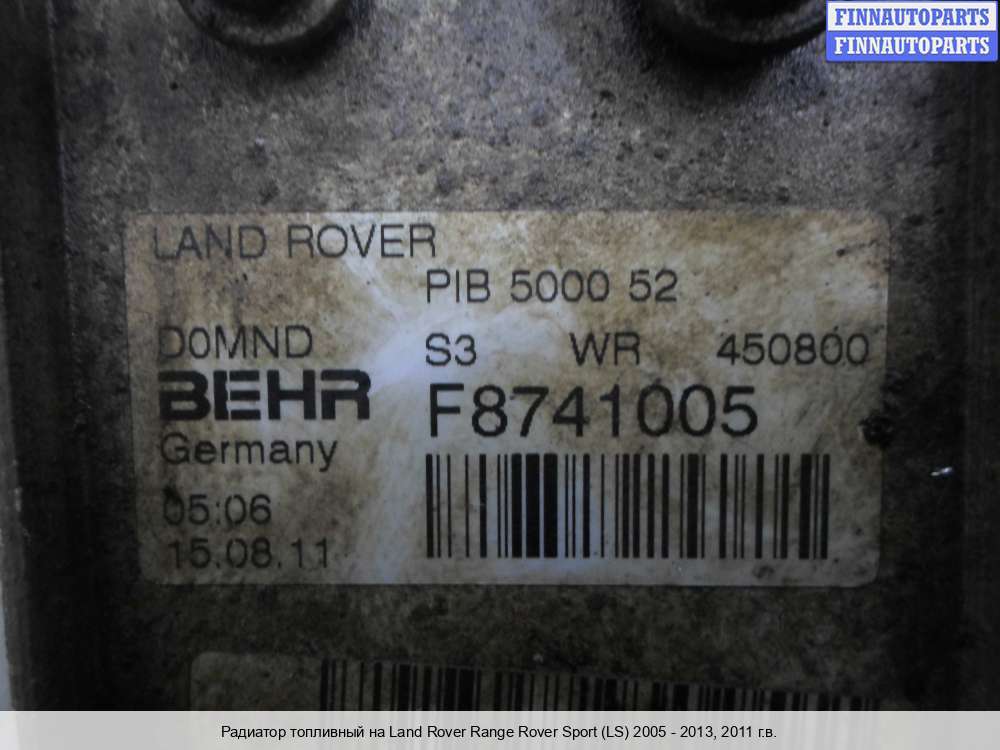 FINNAUTOPARTS
FINNAUTOPARTS
LAND ROVER
PIB 5000 52
D0MND S3 WR 450800
BEHR F8741005
Germany
05:06
15.08.11
Радиатор топливный на Land Rover Range Rover Sport (LS) 2005 - 2013, 2011 г.в.